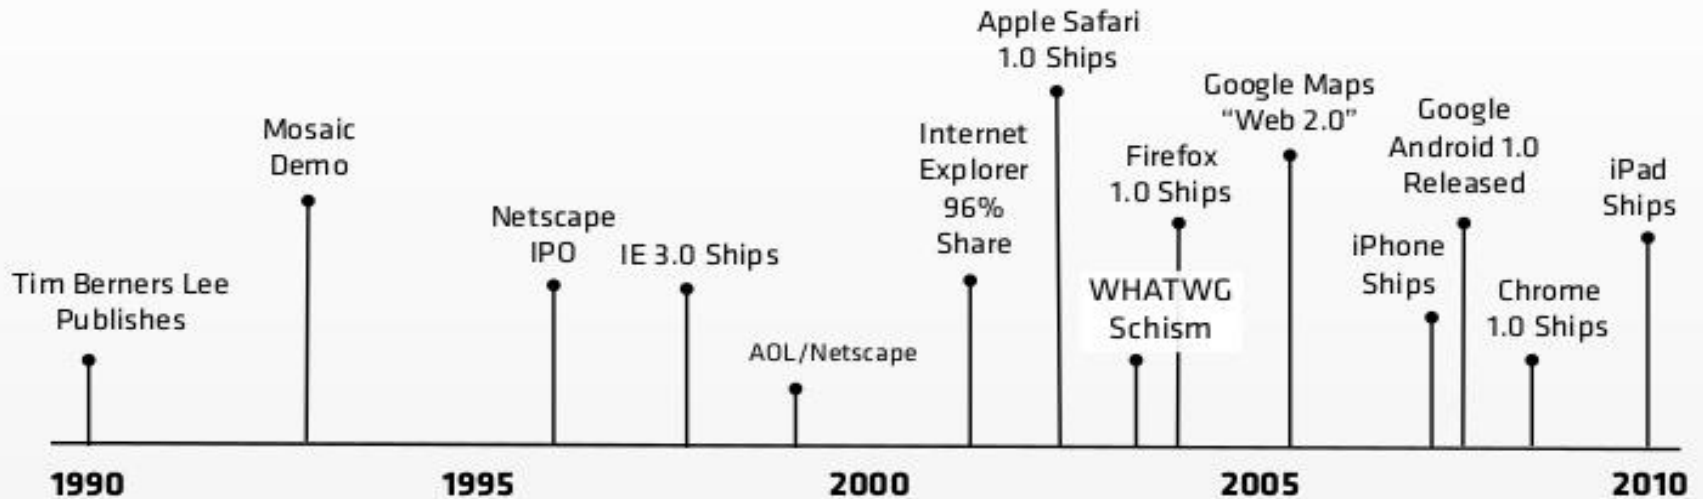 Tim Berners Lee
Publishes
Mosaic
Demo
Netscape
IPO
IE 3.0 Ships
AOL/Netscape
Internet
Explorer
96%
Share
Apple Safari
1.0 Ships
WHATWG
Schism
Firefox
1.0 Ships
Google Maps
“Web 2.0”
iPhone
Ships
Google
Android 1.0
Released
Chrome
1.0 Ships
iPad
Ships
1990
1995
2000
2005
2010